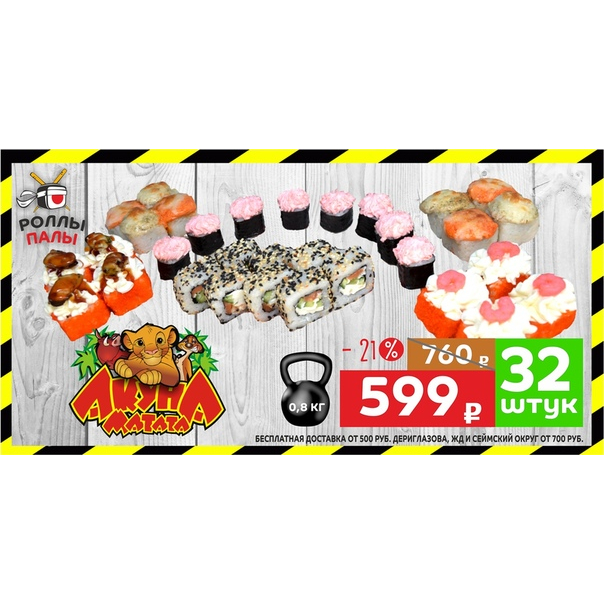 РОЛЛЫ
ПАЛЫ
АКУНА
МАТАТА
0,8 КГ
- 21%
760 ₽
599 ₽
32
ШТУК
БЕСПЛАТНАЯ ДОСТАВКА ОТ 500 РУБ. ДЕРИГЛАЗОВА, ЖД И СЕЙМСКИЙ ОКРУГ ОТ 700 РУБ.